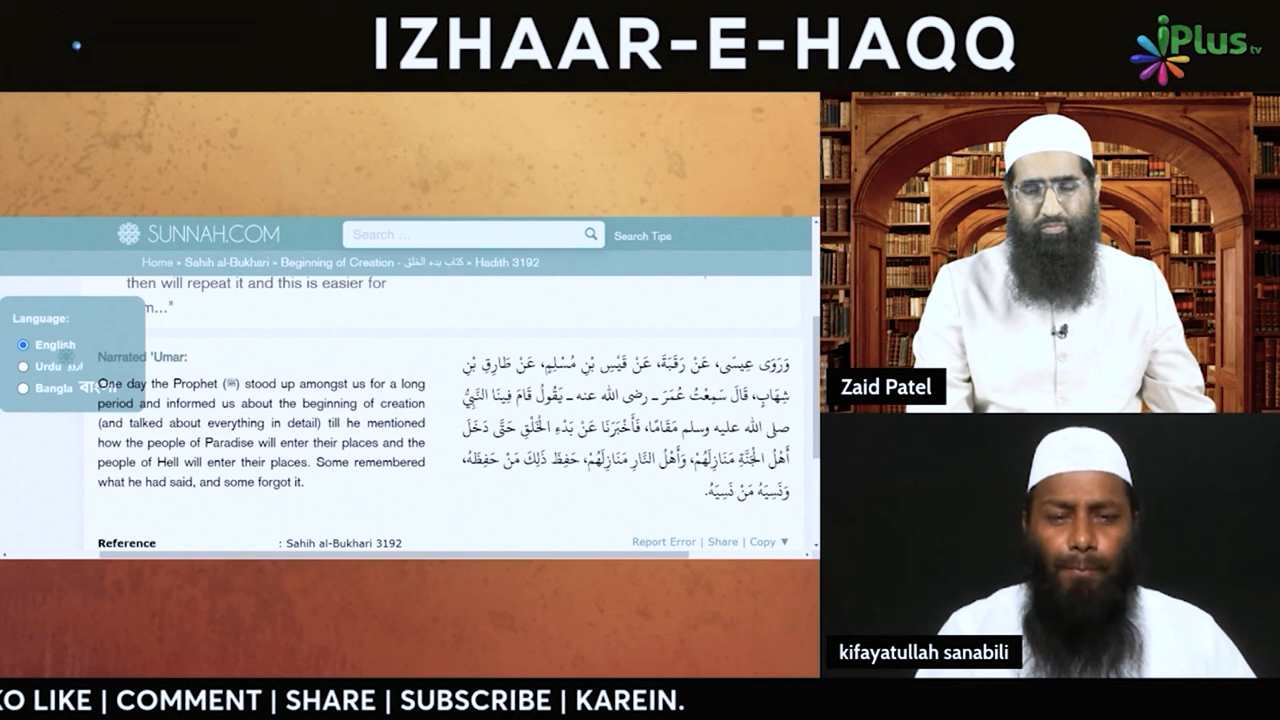 IZHAAR-E-HAQQ
iPlus tv
SUNNAH.COM
Search ...
Search Tips
Home » Sahih al-Bukhari » Beginning of Creation - كتاب بدء الخلق » Hadith 3192
then will repeat it and this is easier for
m..."
Language:
English
Urdu اردو
Bangla
Narrated 'Umar:
One day the Prophet (ﷺ) stood up amongst us for a long
period and informed us about the beginning of creation
(and talked about everything in detail) till he mentioned
how the people of Paradise will enter their places and the
people of Hell will enter their places. Some remembered
what he had said, and some forgot it.
وَرَوَى عِيسَى، عَنْ رَقَبَةَ، عَنْ قَيْسِ بْنِ مُسْلِمٍ، عَنْ طَارِقِ بْنِ
شِهَابٍ، قَالَ سَمِعْتُ عُمَرَ ـ رضى الله عنه ـ يَقُولُ قَامَ فِينَا النَّبِيُّ
صلى الله عليه وسلم مَقَامًا، فَأَخْبَرَنَا عَنْ بَدْءِ الْخَلْقِ حَتَّى دَخَلَ
أَهْلُ الْجَنَّةِ مَنَازِلَهُمْ، وَأَهْلُ النَّارِ مَنَازِلَهُمْ، حَفِظَ ذَلِكَ مَنْ حَفِظَهُ،
وَنَسِيَهُ مَنْ نَسِيَهُ.
Reference : Sahih al-Bukhari 3192
Report Error | Share | Copy ▼
Zaid Patel
kifayatullah sanabili
KO LIKE | COMMENT | SHARE | SUBSCRIBE | KAREIN.